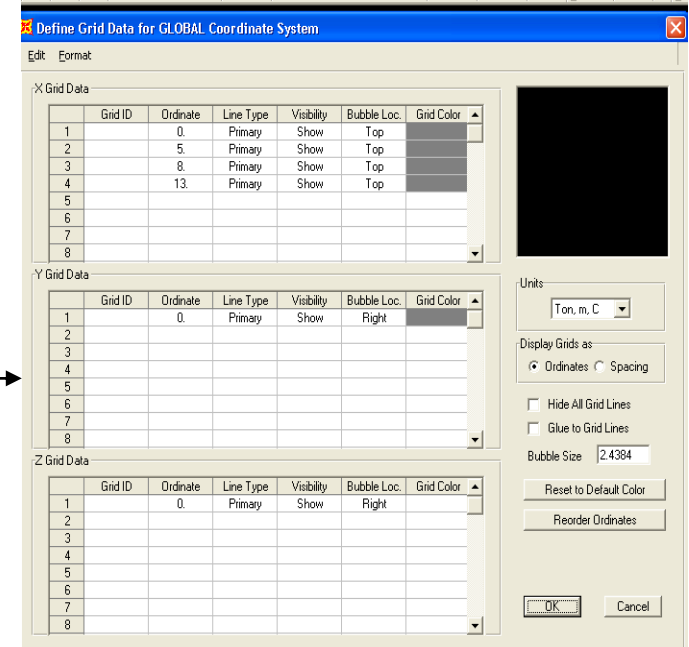 Define Grid Data for GLOBAL Coordinate System
Edit Format
X Grid Data
Grid ID Ordinate Line Type Visibility Bubble Loc. Grid Color
1 0. Primary Show Top
2 5. Primary Show Top
3 8. Primary Show Top
4 13. Primary Show Top
5
6
7
8
Y Grid Data
Grid ID Ordinate Line Type Visibility Bubble Loc. Grid Color
1 0. Primary Show Right
2
3
4
5
6
7
8
Z Grid Data
Grid ID Ordinate Line Type Visibility Bubble Loc. Grid Color
1 0. Primary Show Right
2
3
4
5
6
7
8
Units
Ton, m, C
Display Grids as
Ordinates Spacing
Hide All Grid Lines
Glue to Grid Lines
Bubble Size 2.4384
Reset to Default Color
Reorder Ordinates
OK Cancel